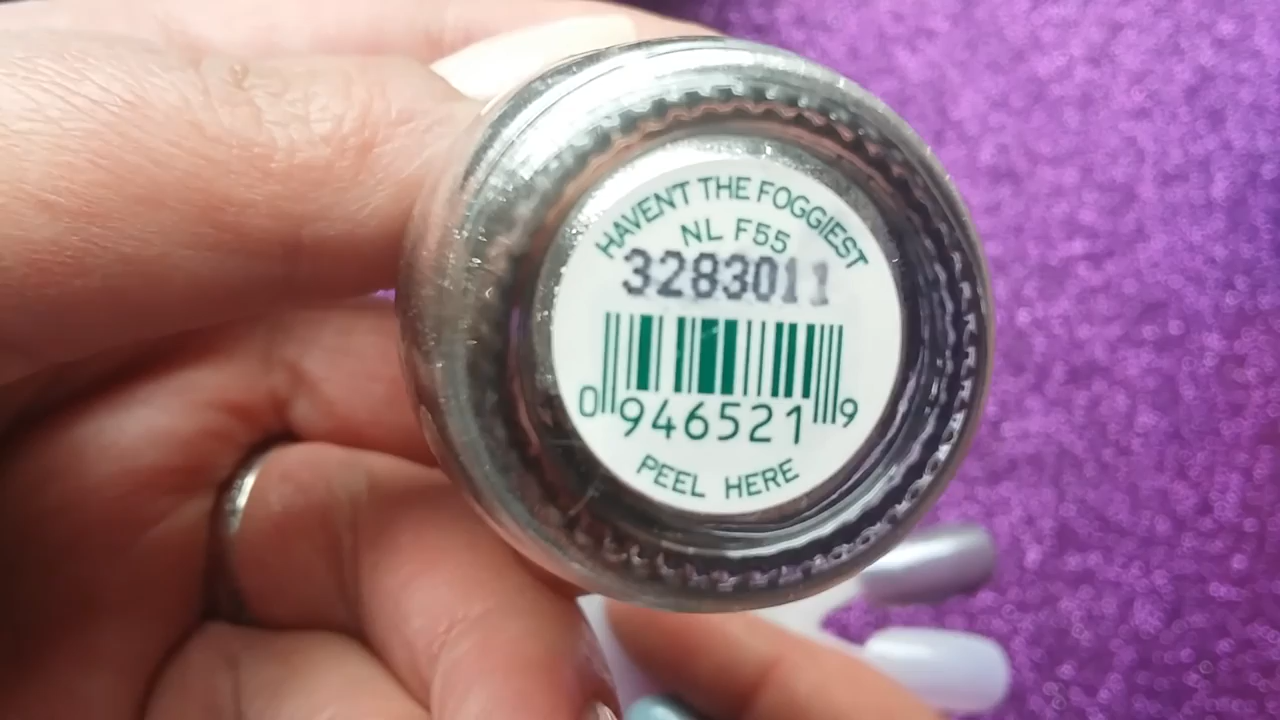 HAVEN'T THE FOGGIEST
NL F55
3283011
0 946521 9
PEEL HERE